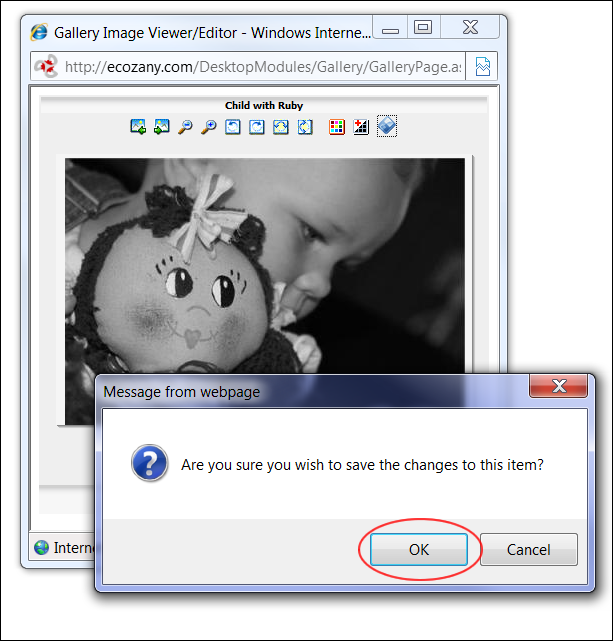 Gallery Image Viewer/Editor - Windows Interne...
http://ecozany.com/DesktopModules/Gallery/GalleryPage.as
Child with Ruby
Message from webpage
Are you sure you wish to save the changes to this item?
OK
Cancel
Interne